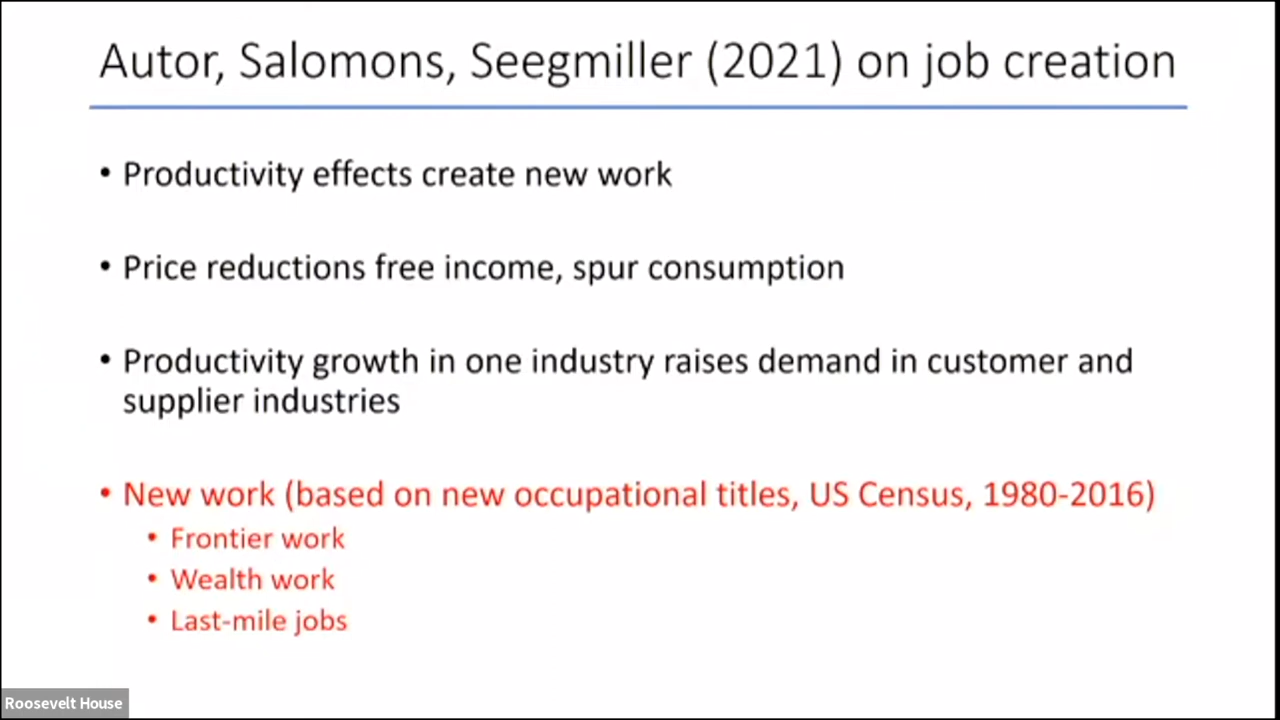 Autor, Salomons, Seegmiller (2021) on job creation
• Productivity effects create new work
• Price reductions free income, spur consumption
• Productivity growth in one industry raises demand in customer and
supplier industries
• New work (based on new occupational titles, US Census, 1980-2016)
• Frontier work
• Wealth work
• Last-mile jobs
Roosevelt House